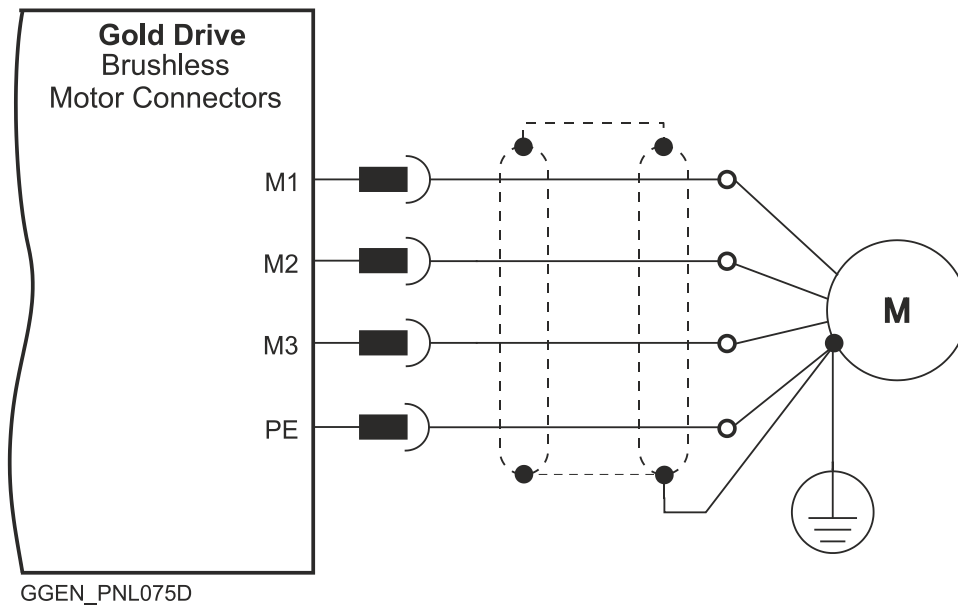 Gold Drive
Brushless
Motor Connectors
M1
M2
M3
PE
M
GGEN_PNL075D